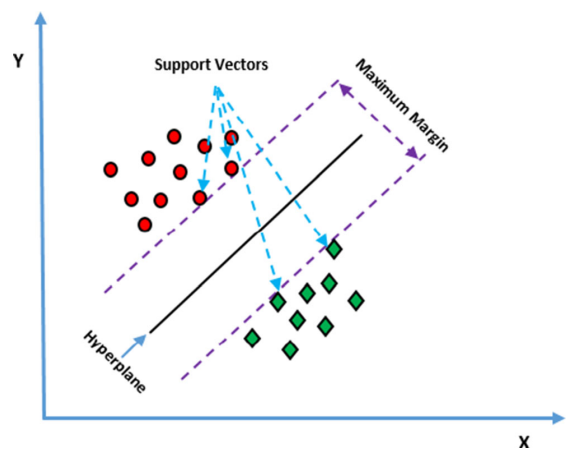 Y
Support Vectors
Maximum Margin
Hyperplane
X